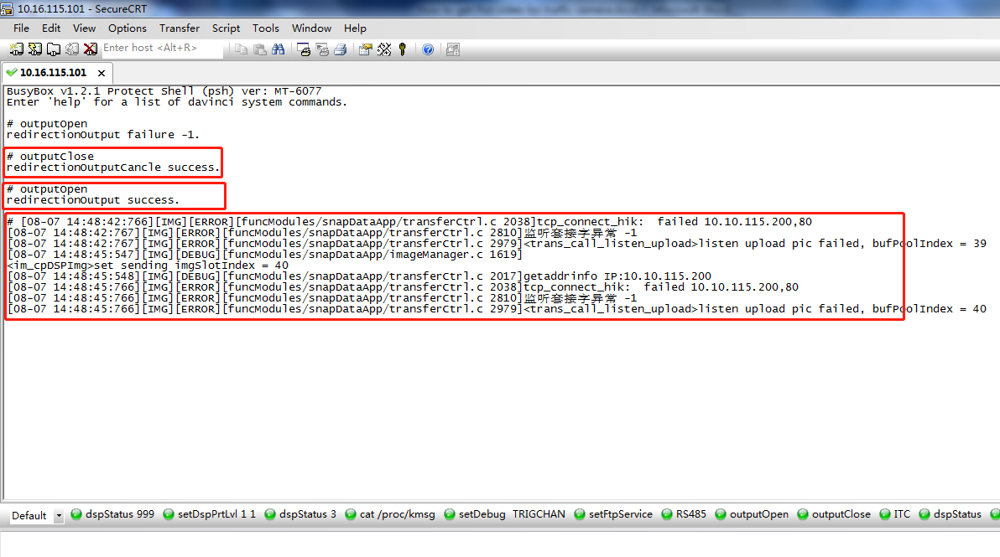 10.16.115.101 - SecureCRT
File Edit View Options Transfer Script Tools Window Help
Enter host <Alt+R>
10.16.115.101
BusyBox v1.2.1 Protect Shell (psh) ver: MT-6077
Enter 'help' for a list of davinci system commands.
# outputOpen
redirectionOutput failure -1.
# outputClose
redirectionOutputCancle success.
# outputOpen
redirectionOutput success.
# [08-07 14:48:42:766][IMG][ERROR][funcModules/snapDataApp/transferCtrl.c 2038]tcp_connect_hik:  failed 10.10.115.200,80
[08-07 14:48:42:767][IMG][ERROR][funcModules/snapDataApp/transferCtrl.c 2810]监听套接字异常 -1
[08-07 14:48:42:767][IMG][ERROR][funcModules/snapDataApp/transferCtrl.c 2979]<trans_call_listen_upload>listen upload pic failed, bufPoolIndex = 39
[08-07 14:48:45:547][IMG][DEBUG][funcModules/snapDataApp/imageManager.c 1619]
<im_cpDSPImg>set sending imgSlotIndex = 40
[08-07 14:48:45:548][IMG][DEBUG][funcModules/snapDataApp/transferCtrl.c 2017]getaddrinfo IP:10.10.115.200
[08-07 14:48:45:766][IMG][ERROR][funcModules/snapDataApp/transferCtrl.c 2038]tcp_connect_hik:  failed 10.10.115.200,80
[08-07 14:48:45:766][IMG][ERROR][funcModules/snapDataApp/transferCtrl.c 2810]监听套接字异常 -1
[08-07 14:48:45:766][IMG][ERROR][funcModules/snapDataApp/transferCtrl.c 2979]<trans_call_listen_upload>listen upload pic failed, bufPoolIndex = 40
Default dspStatus 999 setDspPrtLvl 1 1 dspStatus 3 cat /proc/kmsg setDebug TRIGCHAN setFtpService RS485 outputOpen outputClose ITC dspStatus